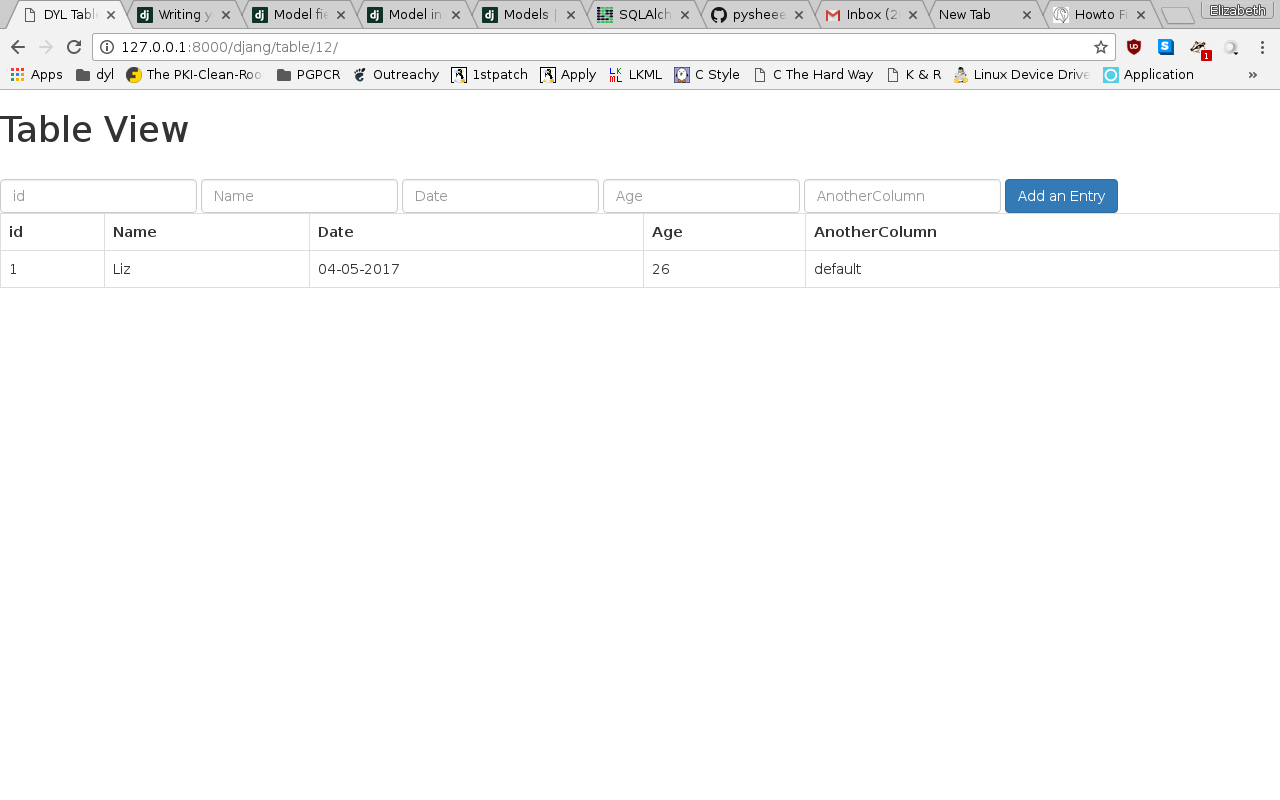 DYL Table Writing y Model fie Model in Models | SQLAlch pysheee Inbox (2 New Tab Howto Fi Elizabeth
127.0.0.1:8000/djang/table/12/
Apps dyl The PKI-Clean-Roo PGPCR Outreachy 1stpatch Apply LKML C Style C The Hard Way K & R Linux Device Drive Application »
Table View
id Name Date Age AnotherColumn Add an Entry
id Name Date Age AnotherColumn
1 Liz 04-05-2017 26 default